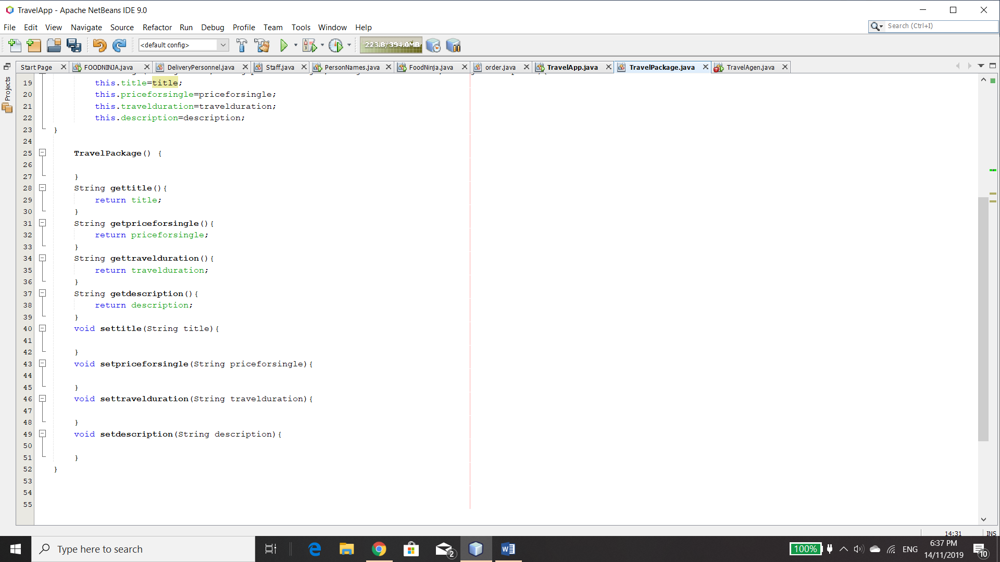 TravelApp - Apache NetBeans IDE 9.0
File Edit View Navigate Source Refactor Run Debug Profile Team Tools Window Help
Search (Ctrl+I)
<default config>
223.8/394.0MB
Start Page FOODNINJA.java DeliveryPersonnel.java Staff.java PersonNames.java FoodNinja.java order.java TravelApp.java TravelPackage.java TravelAgen.java
Projects
19 this.title=title;
20 this.priceforsingle=priceforsingle;
21 this.travelduration=travelduration;
22 this.description=description;
23 }
24
25 TravelPackage() {
26
27 }
28 String gettitle(){
29 return title;
30 }
31 String getpriceforsingle(){
32 return priceforsingle;
33 }
34 String gettravelduration(){
35 return travelduration;
36 }
37 String getdescription(){
38 return description;
39 }
40 void settitle(String title){
41
42 }
43 void setpriceforsingle(String priceforsingle){
44
45 }
46 void settravelduration(String travelduration){
47
48 }
49 void setdescription(String description){
50
51 }
52 }
53
54
55
14:31 INS
Type here to search
2
100%
ENG
6:37 PM
14/11/2019
10